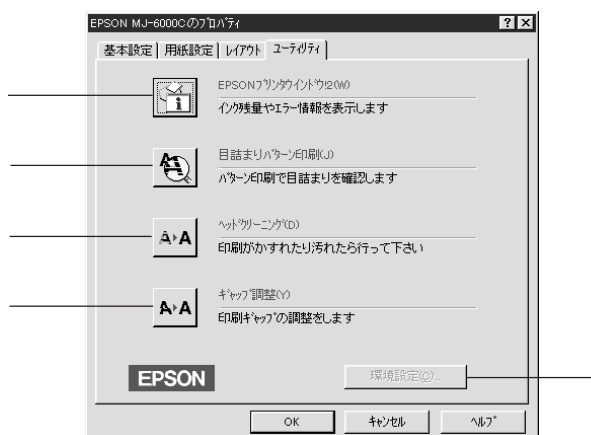 EPSON MJ-6000Cのﾌﾟﾛﾊﾟﾃｨ
基本設定 用紙設定 ﾚｲｱｳﾄ ﾕｰﾃｨﾘﾃｨ
EPSONﾌﾟﾘﾝﾀｳｲﾝﾄﾞｳ!2(W)
ｲﾝｸ残量やｴﾗｰ情報を表示します
目詰まりﾊﾟﾀｰﾝ印刷(J)
ﾊﾟﾀｰﾝ印刷で目詰まりを確認します
ﾍｯﾄﾞｸﾘｰﾆﾝｸﾞ(D)
印刷がかすれたり汚れたら行って下さい
ｷﾞｬｯﾌﾟ調整(Y)
印刷ｷﾞｬｯﾌﾟの調整をします
EPSON
環境設定(C)...
OK ｷｬﾝｾﾙ ﾍﾙﾌﾟ